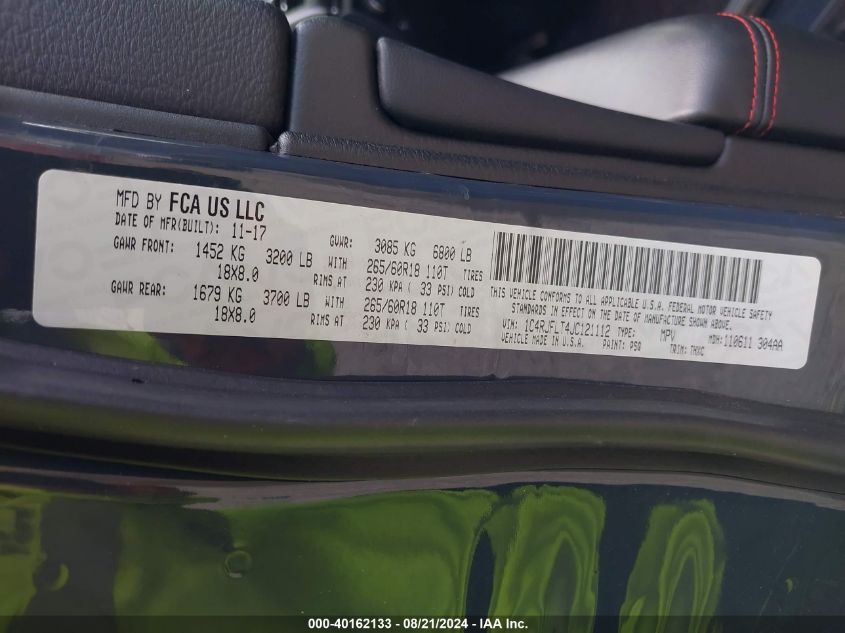 MFD BY FCA US LLC
DATE OF MFR(BUILT): 11-17 GVWR: 3085 KG 6800 LB
GAWR FRONT: 1452 KG 3200 LB WITH 265/60R18 110T TIRES
18X8.0 RIMS AT 230 KPA ( 33 PSI) COLD
GAWR REAR: 1679 KG 3700 LB WITH 265/60R18 110T TIRES
18X8.0 RIMS AT 230 KPA ( 33 PSI) COLD
THIS VEHICLE CONFORMS TO ALL APPLICABLE U.S.A. FEDERAL MOTOR VEHICLE SAFETY
STANDARDS IN EFFECT ON THE DATE OF MANUFACTURE SHOWN ABOVE.
VIN: 1C4RJFLT4JC121112 TYPE: MPV MDH: 110611 304AA
VEHICLE MADE IN U.S.A. PAINT: TRIM:
000-40162133 - 08/21/2024 - IAA Inc.